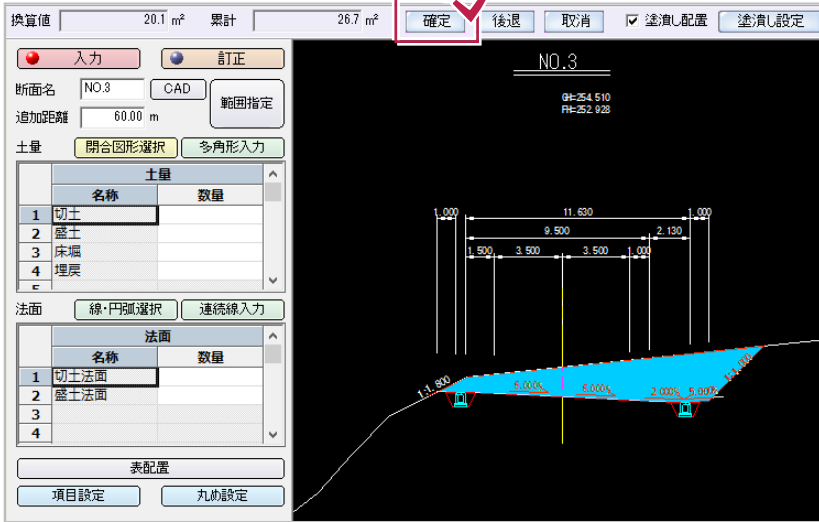 換算値 20.1 m² 累計 26.7 m² 確定 後退 取消 塗潰し配置 塗潰し設定
入力 訂正
断面名 NO.3 CAD 範囲指定
追加距離 60.00 m
土量 閉合図形選択 多角形入力
土量
名称 数量
1 切土
2 盛土
3 床堀
4 埋戻
5
法面 線・円弧選択 連続線入力
法面
名称 数量
1 切土法面
2 盛土法面
3
4
表配置
項目設定 丸め設定
NO.3
GH=254.510
FH=252.928
1.000 11.630 1.000
9.500 2.130
1.500 3.500 3.500 1.000
1:1.800 6.000% 6.000% 2.000% 5.000%